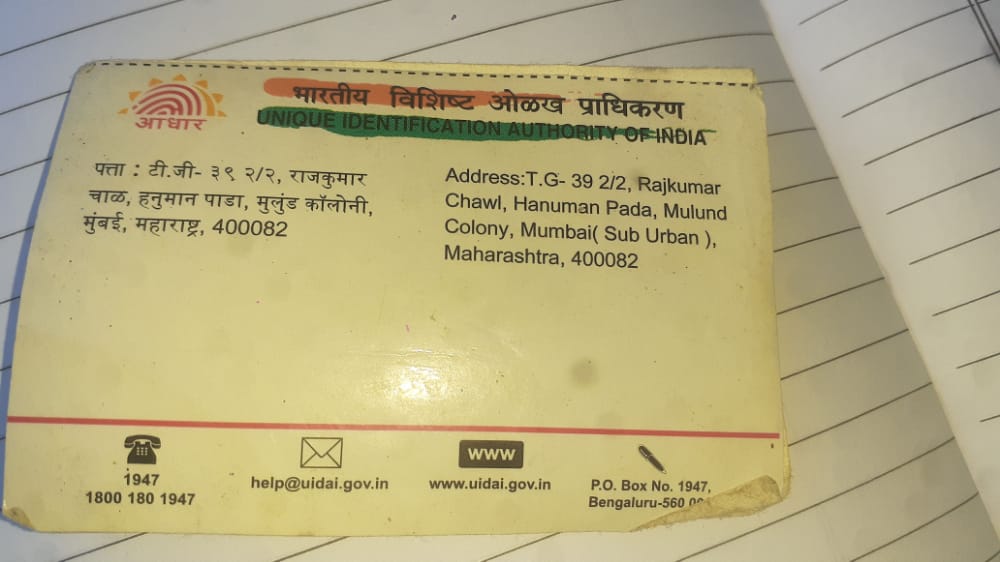 आधार
भारतीय विशिष्ट ओळख प्राधिकरण
UNIQUE IDENTIFICATION AUTHORITY OF INDIA
पत्ता : टी.जी- ३९ २/२, राजकुमार
चाळ, हनुमान पाडा, मुलुंड कॉलोनी,
मुंबई, महाराष्ट्र, 400082
Address:T.G- 39 2/2, Rajkumar
Chawl, Hanuman Pada, Mulund
Colony, Mumbai( Sub Urban ),
Maharashtra, 400082
1947
1800 180 1947
help@uidai.gov.in
WWW
www.uidai.gov.in
P.O. Box No. 1947,
Bengaluru-560